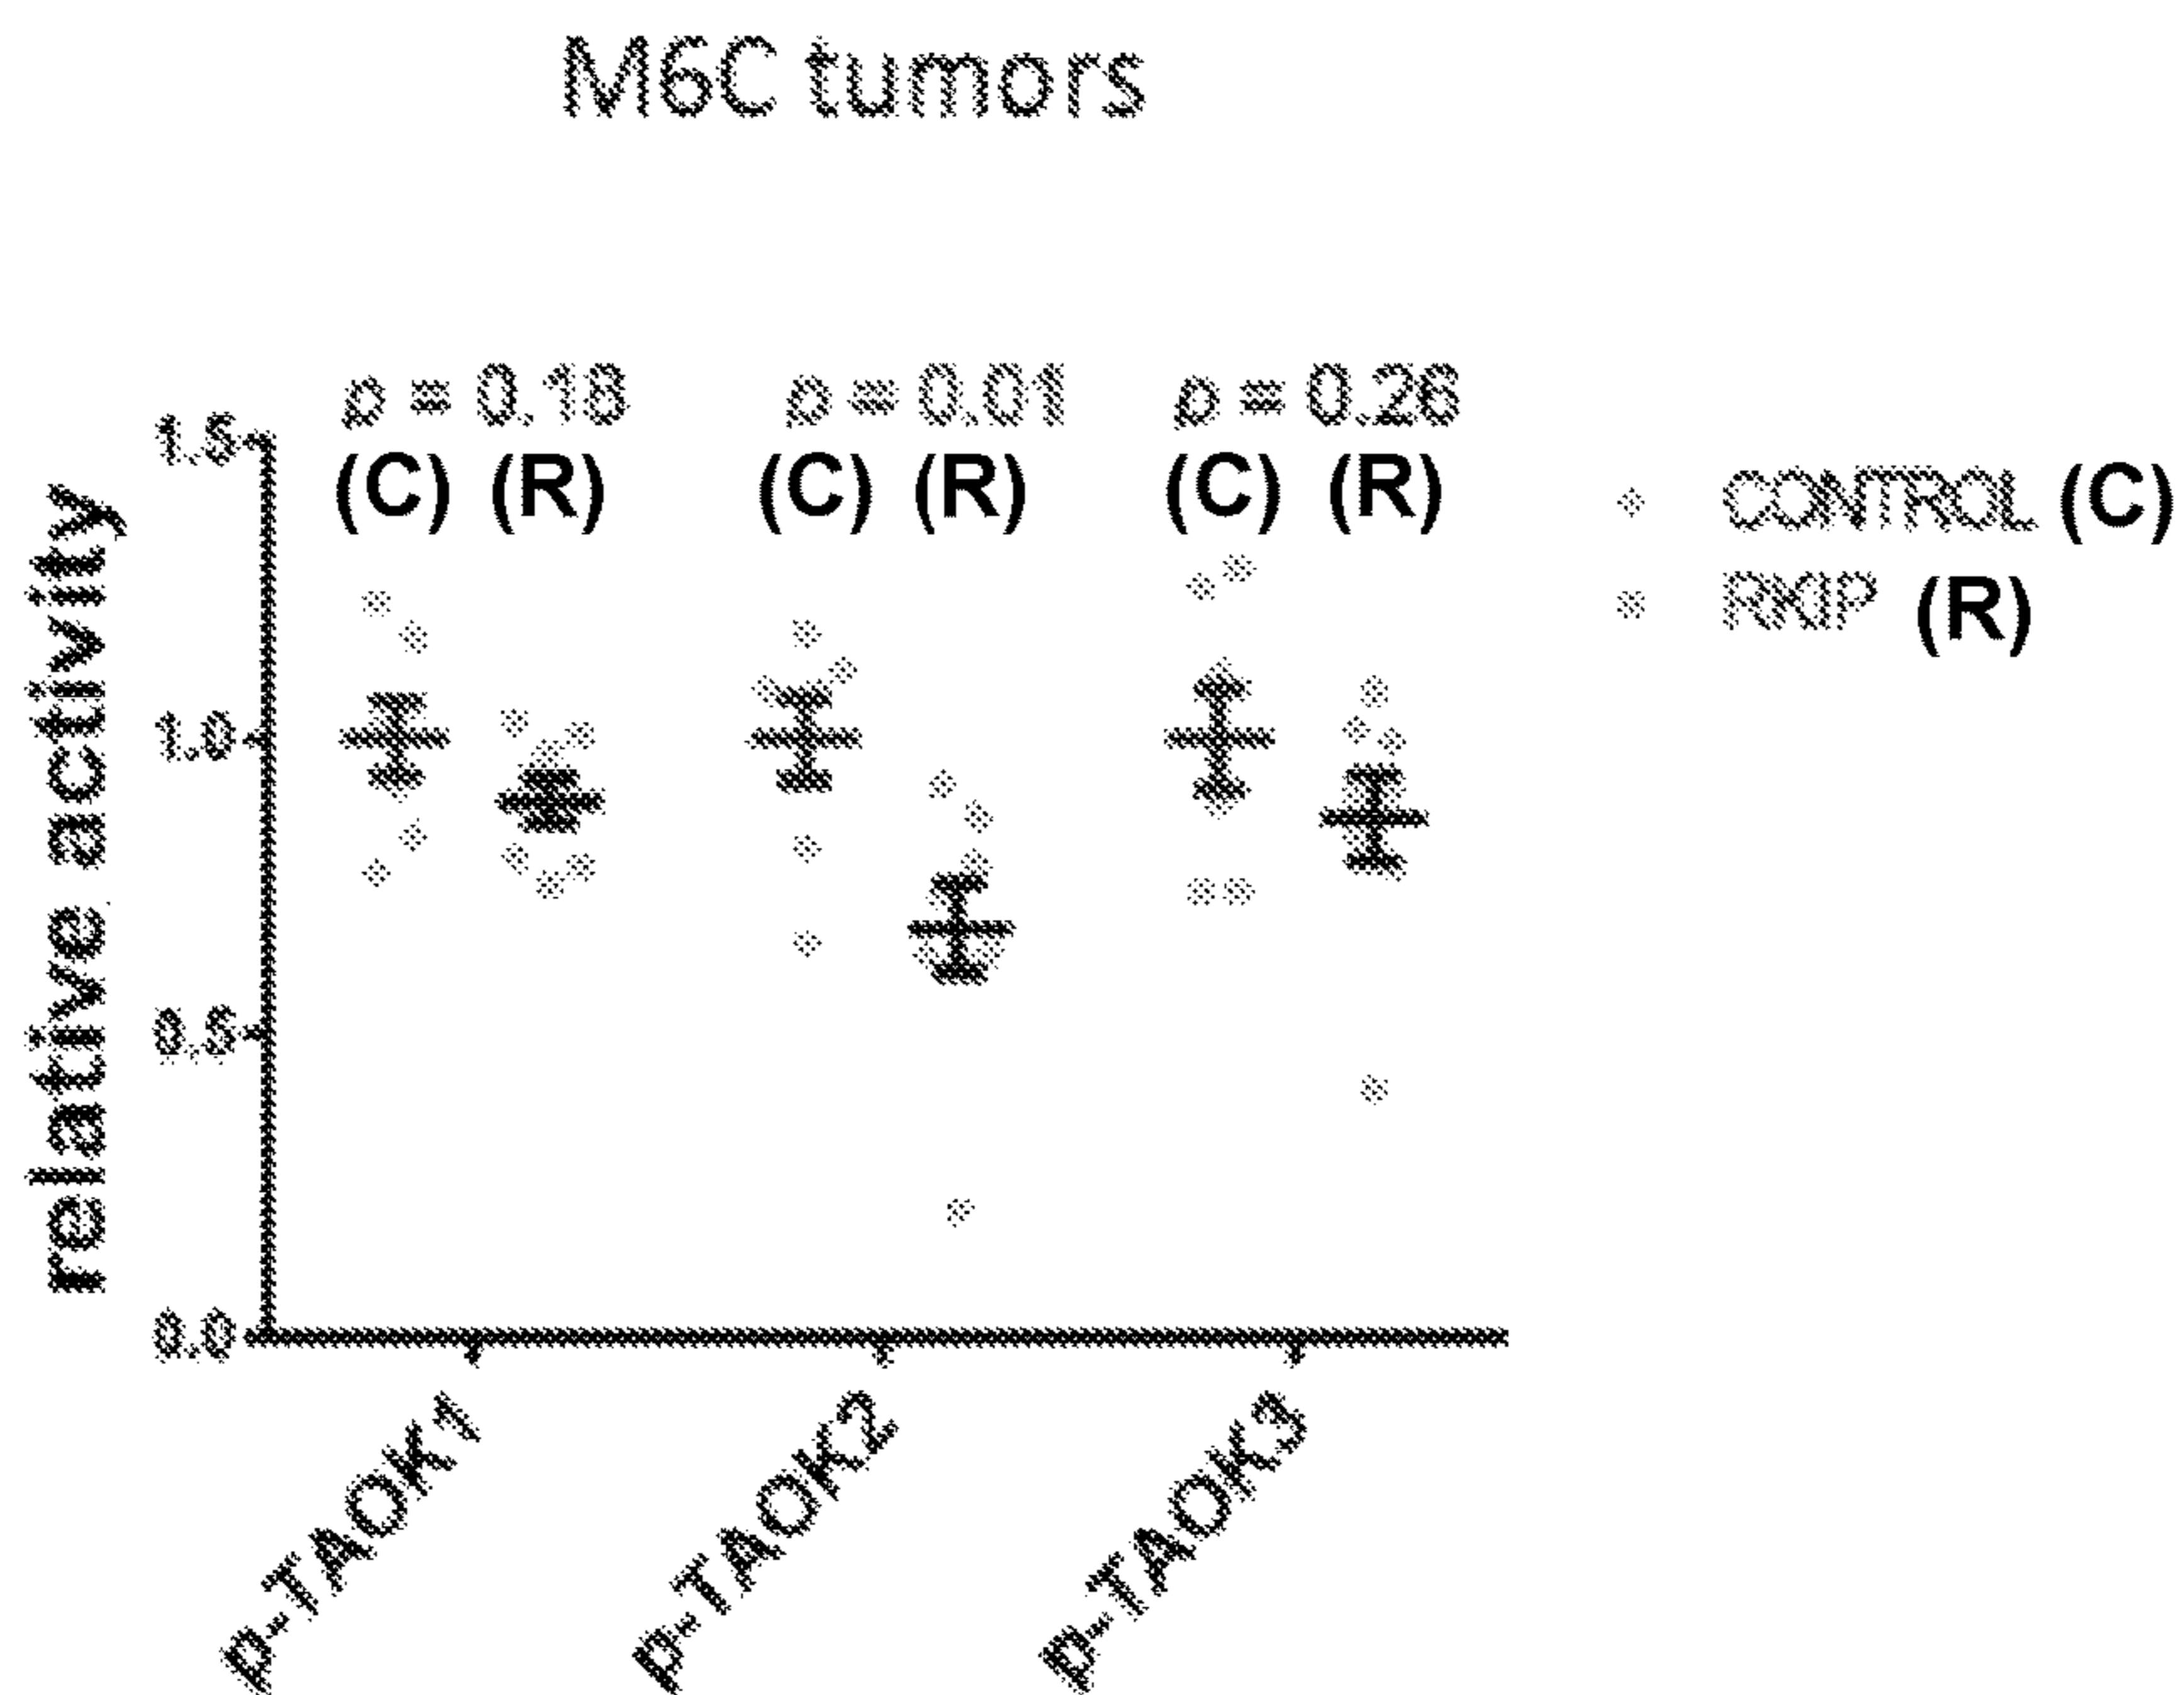 M6C tumors
p = 0.18 p = 0.01 p = 0.26
(C) (R) (C) (R) (C) (R)
CONTROL (C)
RKIP (R)
relative activity
1.5
1.0
0.5
0.0
p-TAOK1 p-TAOK2 p-TAOK3